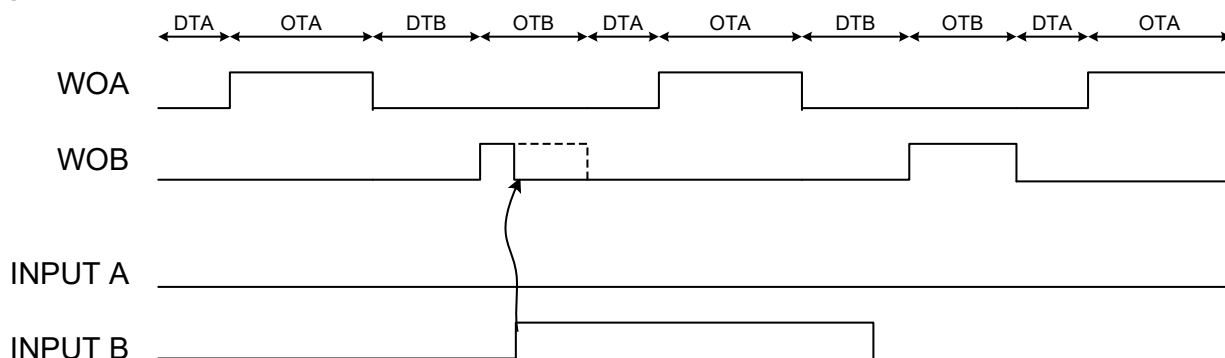 DTA OTA DTB OTB DTA OTA DTB OTB DTA OTA
WOA
WOB
INPUT A
INPUT B